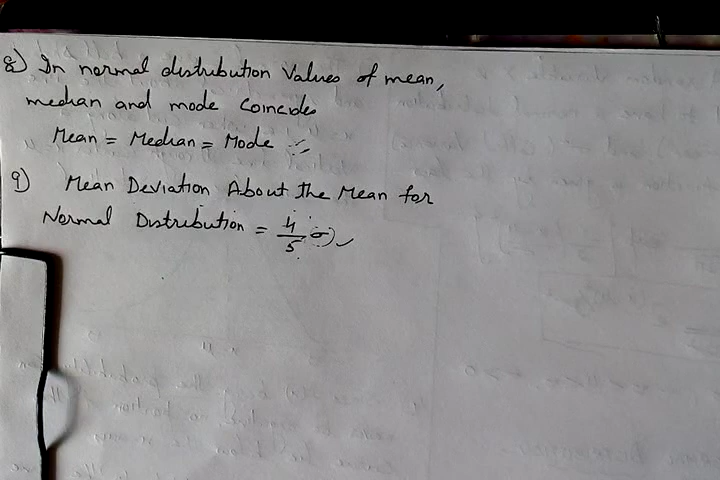 8) In normal distribution Values of mean,
median and mode Coincides
Mean = Median = Mode
9) Mean Deviation About the Mean for
Normal Distribution = 4/5 σ